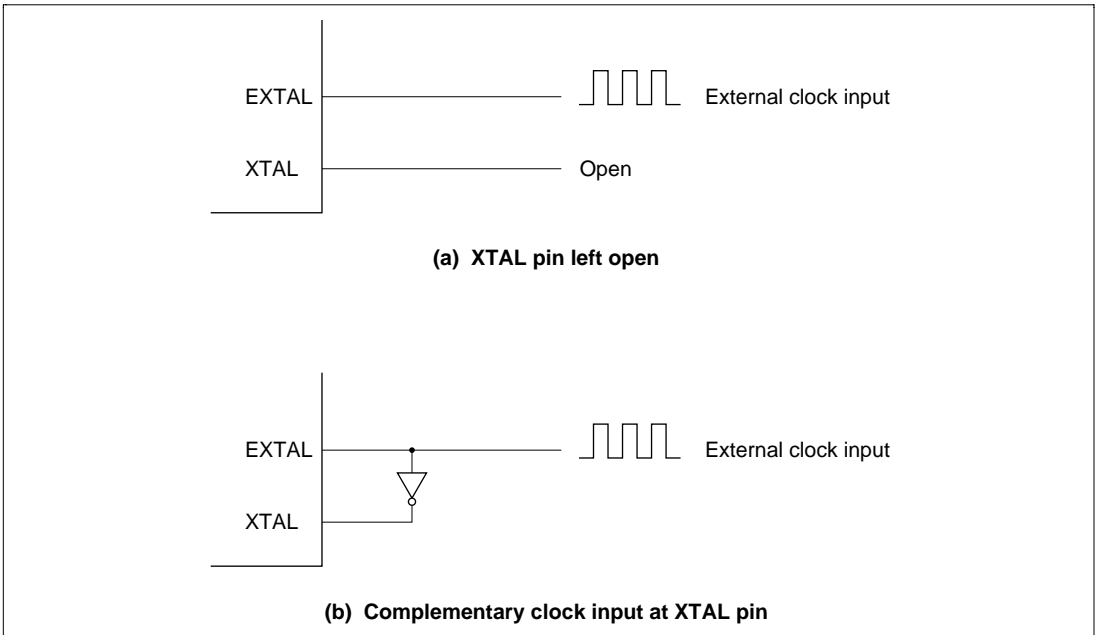 EXTAL External clock input
XTAL Open
(a) XTAL pin left open
EXTAL External clock input
XTAL
(b) Complementary clock input at XTAL pin